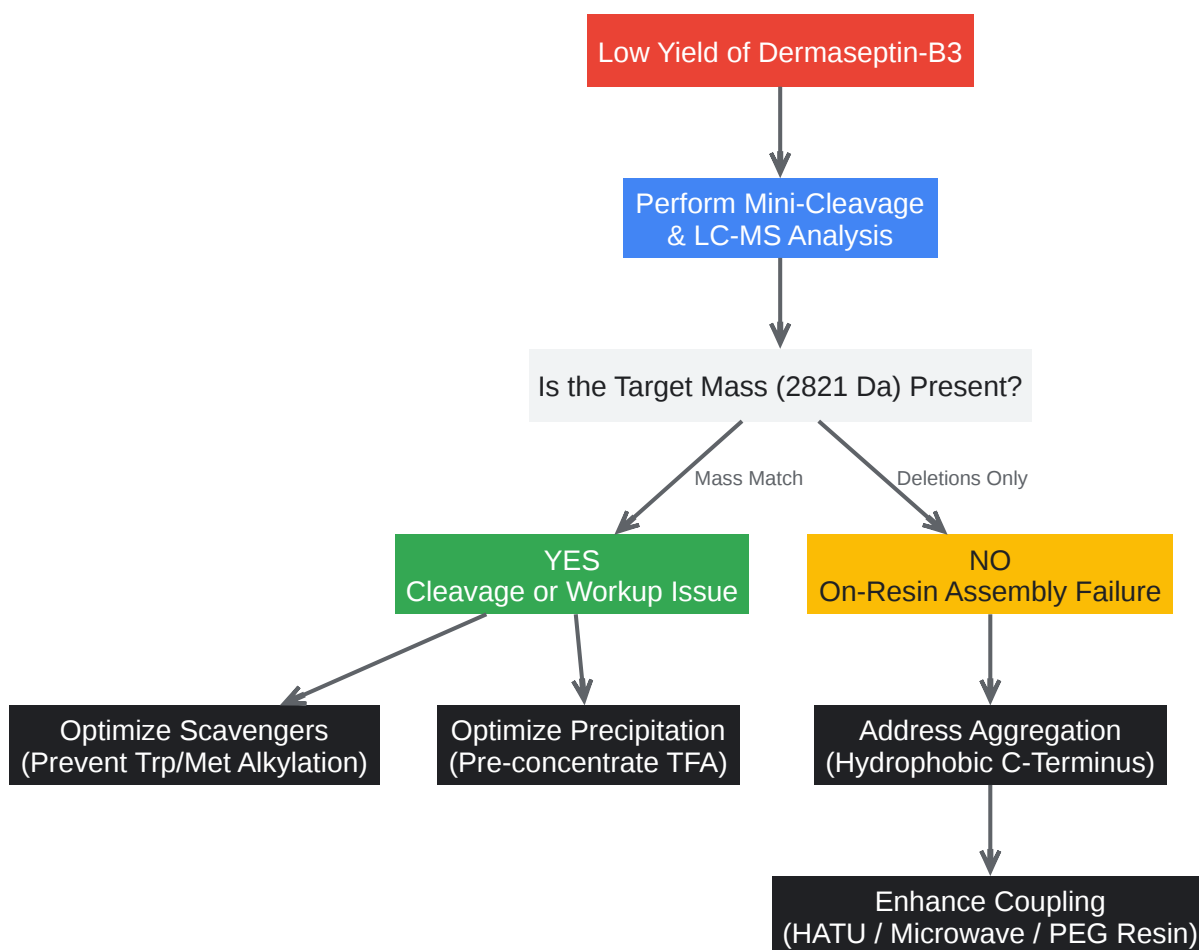 Low Yield of Dermaseptin-B3
Perform Mini-Cleavage
& LC-MS Analysis
Is the Target Mass (2821 Da) Present?
Mass Match
Deletions Only
YES
Cleavage or Workup Issue
NO
On-Resin Assembly Failure
Optimize Scavengers
(Prevent Trp/Met Alkylation)
Optimize Precipitation
(Pre-concentrate TFA)
Address Aggregation
(Hydrophobic C-Terminus)
Enhance Coupling
(HATU / Microwave / PEG Resin)